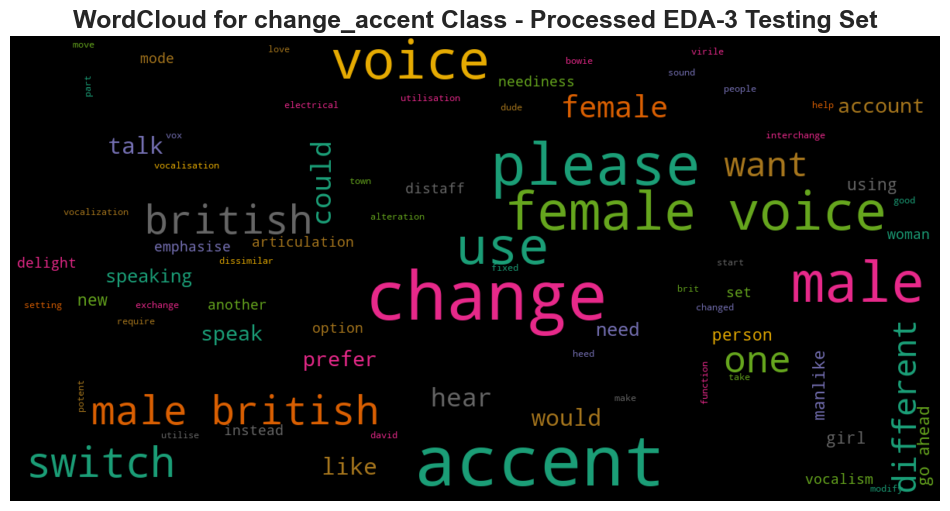 WordCloud for change_accent Class - Processed EDA-3 Testing Set
move
love
voice
bowie
virile
mode
sound
neediness
people
part
electrical
utilisation
dude
female
help
account
vox
talk
interchange
vocalisation
could
please
want
town
distaff
using
vocalization
british
alteration
female voice
good
emphasise
articulation
use
woman
delight
dissimilar
fixed
start
speaking
change
male
setting
new
exchange
another
brit
set
changed
require
speak
option
need
person
prefer
heed
one
different
take
potent
function
manlike
make
hear
male british
would
utilise
instead
david
girl
go ahead
switch
like
accent
vocalism
modify